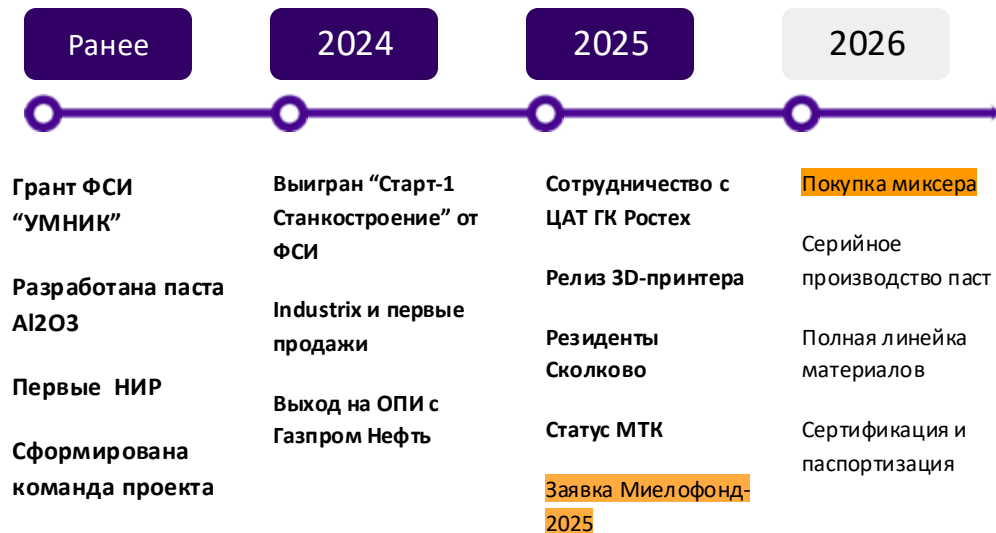 Ранее
2024
2025
2026
Грант ФСИ
“УМНИК”
Разработана паста
Al2O3
Первые НИР
Сформирована
команда проекта
Выигран “Старт-1
Станкостроение” от
ФСИ
Industrix и первые
продажи
Выход на ОПИ с
Газпром Нефть
Сотрудничество с
ЦАТ ГК Ростех
Релиз 3D-принтера
Резиденты
Сколково
Статус МТК
Заявка Миелофонд-
2025
Покупка миксера
Серийное
производство паст
Полная линейка
материалов
Сертификация и
паспортизация